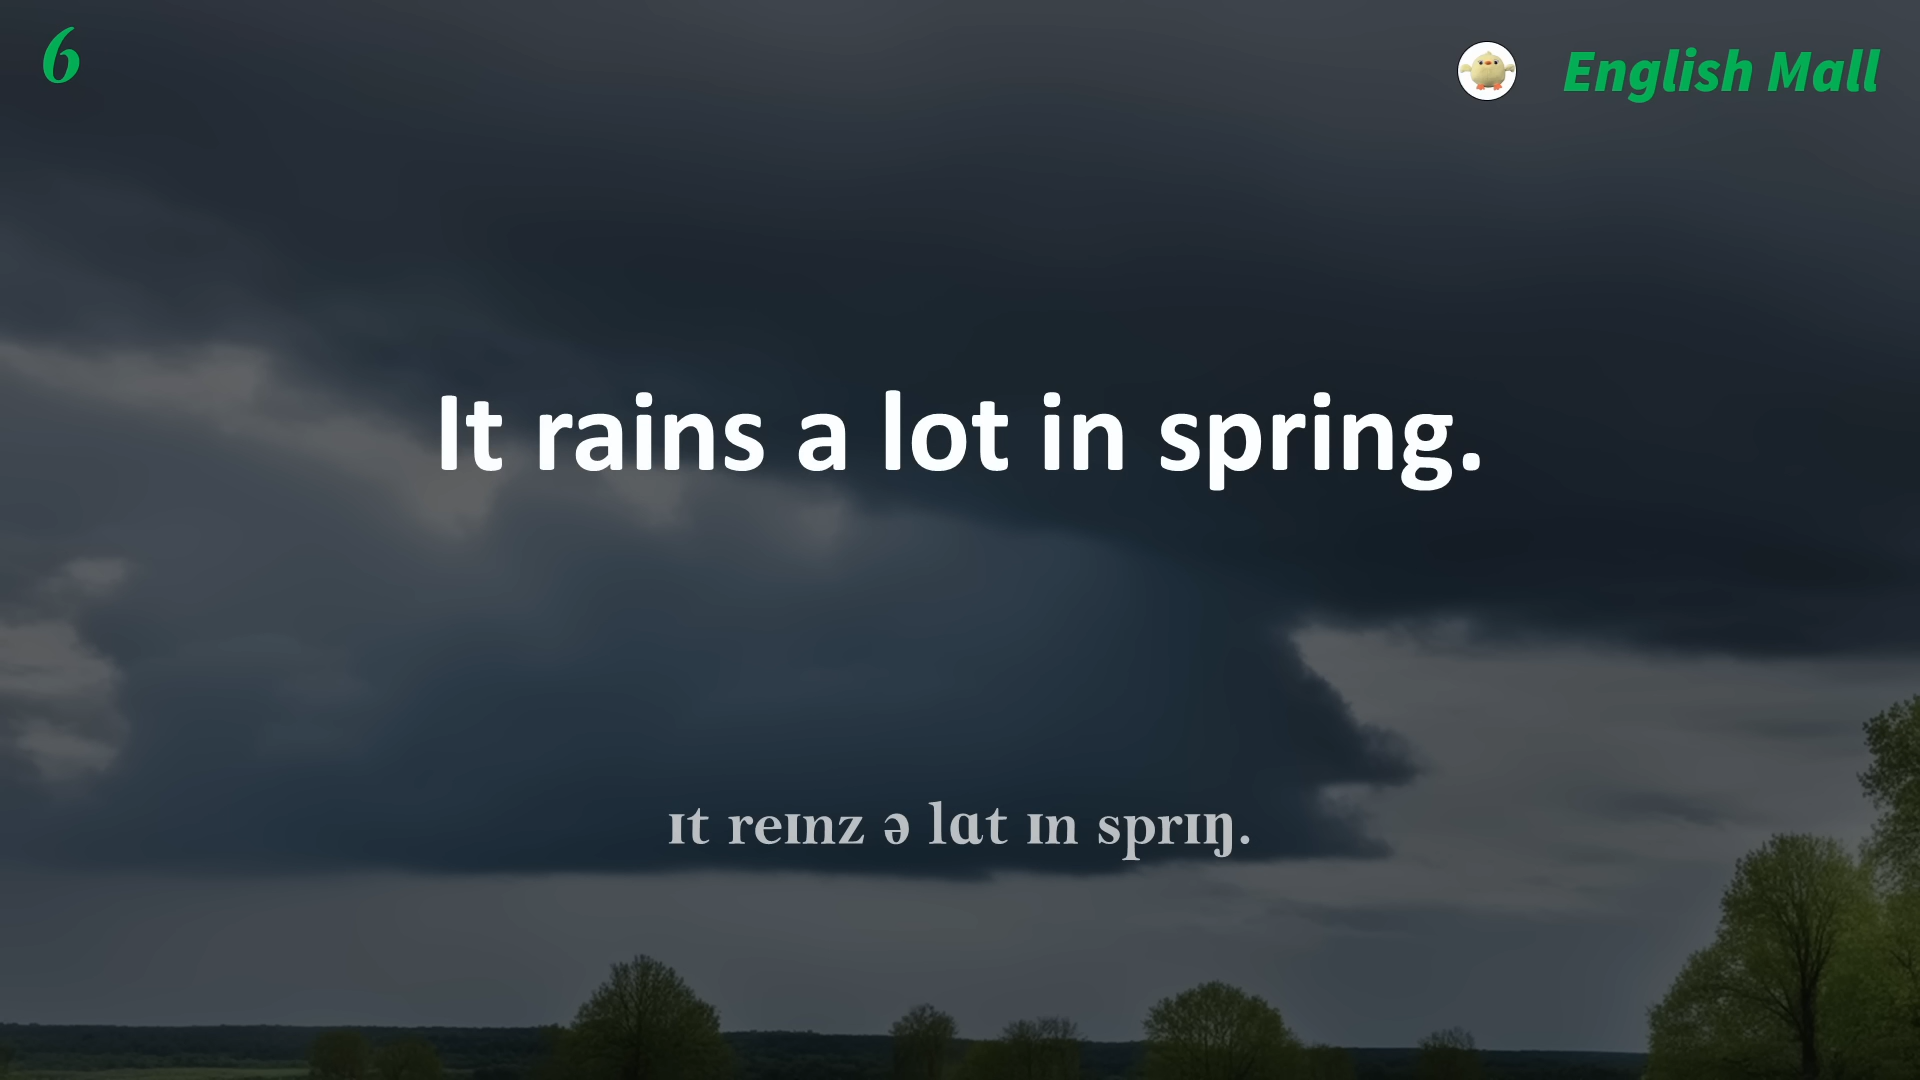 6
English Mall
It rains a lot in spring.
ɪt reɪnz ə lɑt ɪn sprɪŋ.